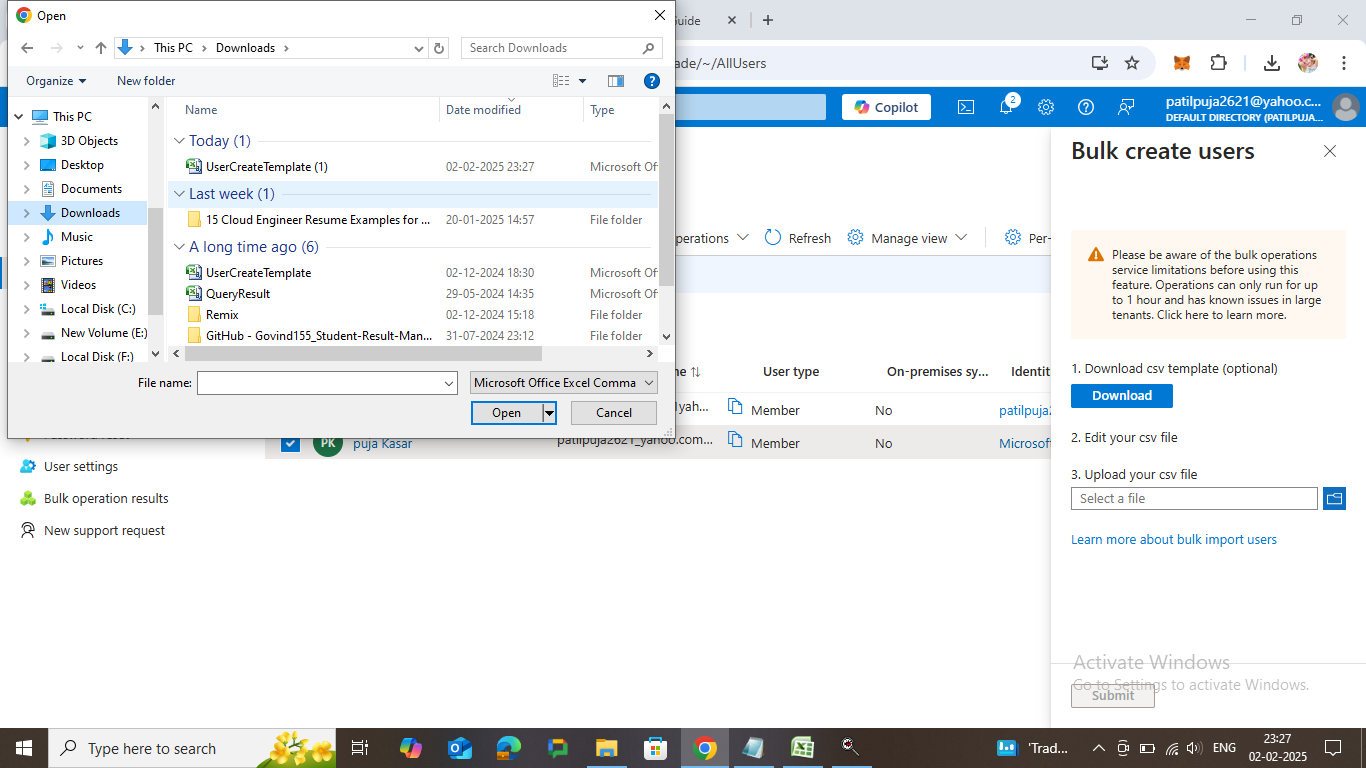 Open
Guide
This PC
Downloads
Search Downloads
ade/~/AllUsers
Organize
New folder
Copilot
2
patilpuja2621@yahoo.c...
DEFAULT DIRECTORY (PATILPUJA...
This PC
3D Objects
Desktop
Documents
Downloads
Music
Pictures
Videos
Local Disk (C:)
New Volume (E:)
Local Disk (F:)
Name
Date modified
Type
Today (1)
UserCreateTemplate (1)
02-02-2025 23:27
Microsoft Of
Last week (1)
15 Cloud Engineer Resume Examples for ...
20-01-2025 14:57
File folder
A long time ago (6)
UserCreateTemplate
02-12-2024 18:30
Microsoft Of
QueryResult
29-05-2024 14:35
Microsoft Of
Remix
02-12-2024 15:18
File folder
GitHub - Govind155_Student-Result-Man...
31-07-2024 23:12
File folder
File name:
Microsoft Office Excel Comma
Open
Cancel
perations
Refresh
Manage view
Per-
User type
On-premises sy...
Identit
1yah...
Member
No
patilpuja2
PK
puja Kasar
patilpuja2621_yahoo.com...
Member
No
Microsoft
User settings
Bulk operation results
New support request
Bulk create users
Please be aware of the bulk operations
service limitations before using this
feature. Operations can only run for up
to 1 hour and has known issues in large
tenants. Click here to learn more.
1. Download csv template (optional)
Download
2. Edit your csv file
3. Upload your csv file
Select a file
Learn more about bulk import users
Activate Windows
Go to Settings to activate Windows.
Submit
Type here to search
'Trad...
ENG
23:27
02-02-2025